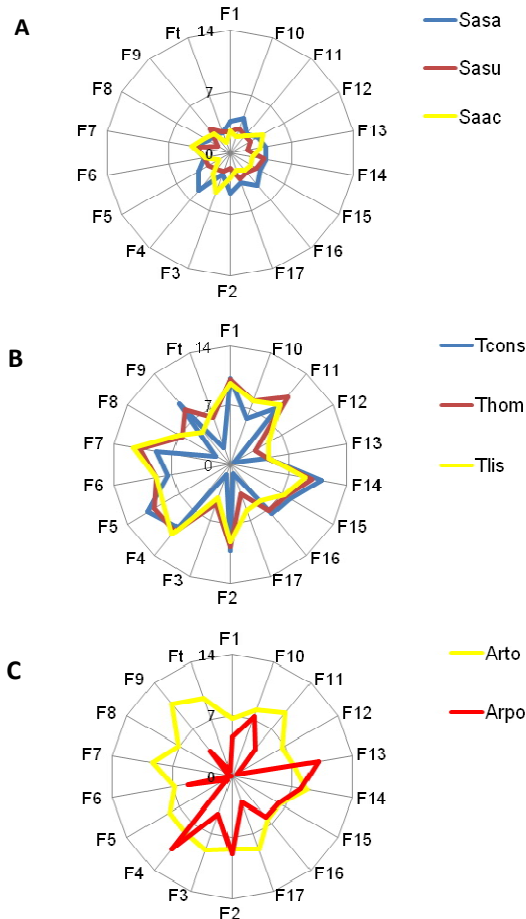 A
F1
14
Ft
F10
F9
F11
F8
7
F12
F7
F13
0
F6
F14
F5
F15
F4
F16
F3
F17
F2
Sasa
Sasu
Saac
B
F1
14
Ft
F10
F9
F11
F8
7
F12
F7
F13
0
F6
F14
F5
F15
F4
F16
F3
F17
F2
Tcons
Thom
Tlis
C
F1
14
Ft
F10
F9
F11
F8
7
F12
F7
F13
0
F6
F14
F5
F15
F4
F16
F3
F17
F2
Arto
Arpo